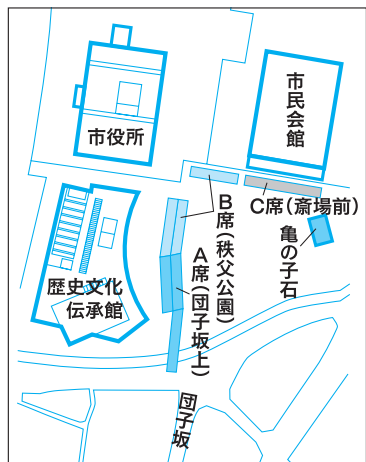 市役所
市民会館
C席(斎場前)
亀の子石
B席(秩父公園)
A席(団子坂上)
歴史文化
伝承館
団子坂